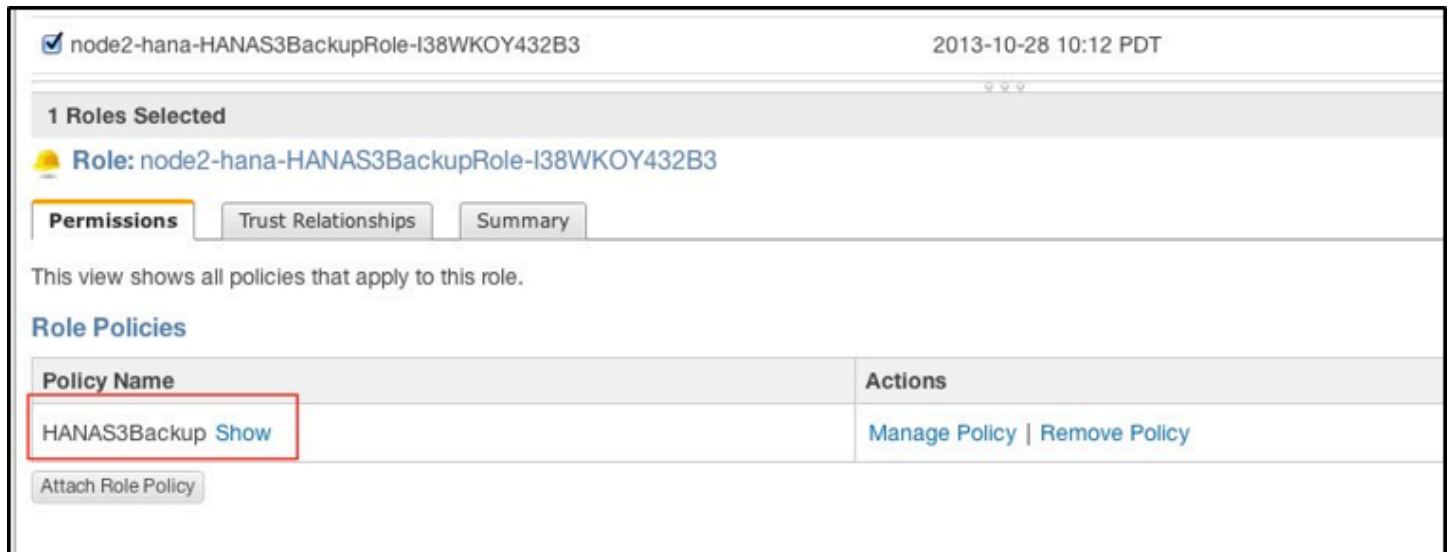 node2-hana-HANAS3BackupRole-I38WKOY432B3 2013-10-28 10:12 PDT
1 Roles Selected
Role: node2-hana-HANAS3BackupRole-I38WKOY432B3
Permissions Trust Relationships Summary
This view shows all policies that apply to this role.
Role Policies
Policy Name Actions
HANAS3Backup Show Manage Policy | Remove Policy
Attach Role Policy